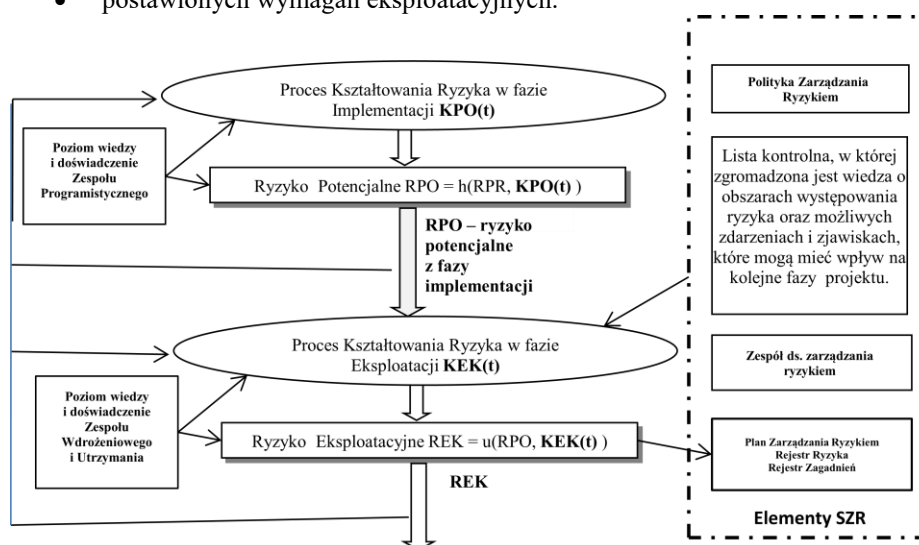 • postawionych wymagań eksploatacyjnych.
Proces Kształtowania Ryzyka w fazie
Implementacji KPO(t)
Poziom wiedzy
i doświadczenie
Zespołu
Programistycznego
Ryzyko Potencjalne RPO = h(RPR, KPO(t) )
RPO – ryzyko
potencjalne
z fazy
implementacji
Proces Kształtowania Ryzyka w fazie
Eksploatacji KEK(t)
Poziom wiedzy
i doświadczenie
Zespołu
Wdrożeniowego
i Utrzymania
Ryzyko Eksploatacyjne REK = u(RPO, KEK(t) )
REK
Polityka Zarządzania
Ryzykiem
Lista kontrolna, w której
zgromadzona jest wiedza o
obszarach występowania
ryzyka oraz możliwych
zdarzeniach i zjawiskach,
które mogą mieć wpływ na
kolejne fazy projektu.
Zespół ds. zarządzania
ryzykiem
Plan Zarządzania Ryzykiem
Rejestr Ryzyka
Rejestr Zagadnień
Elementy SZR